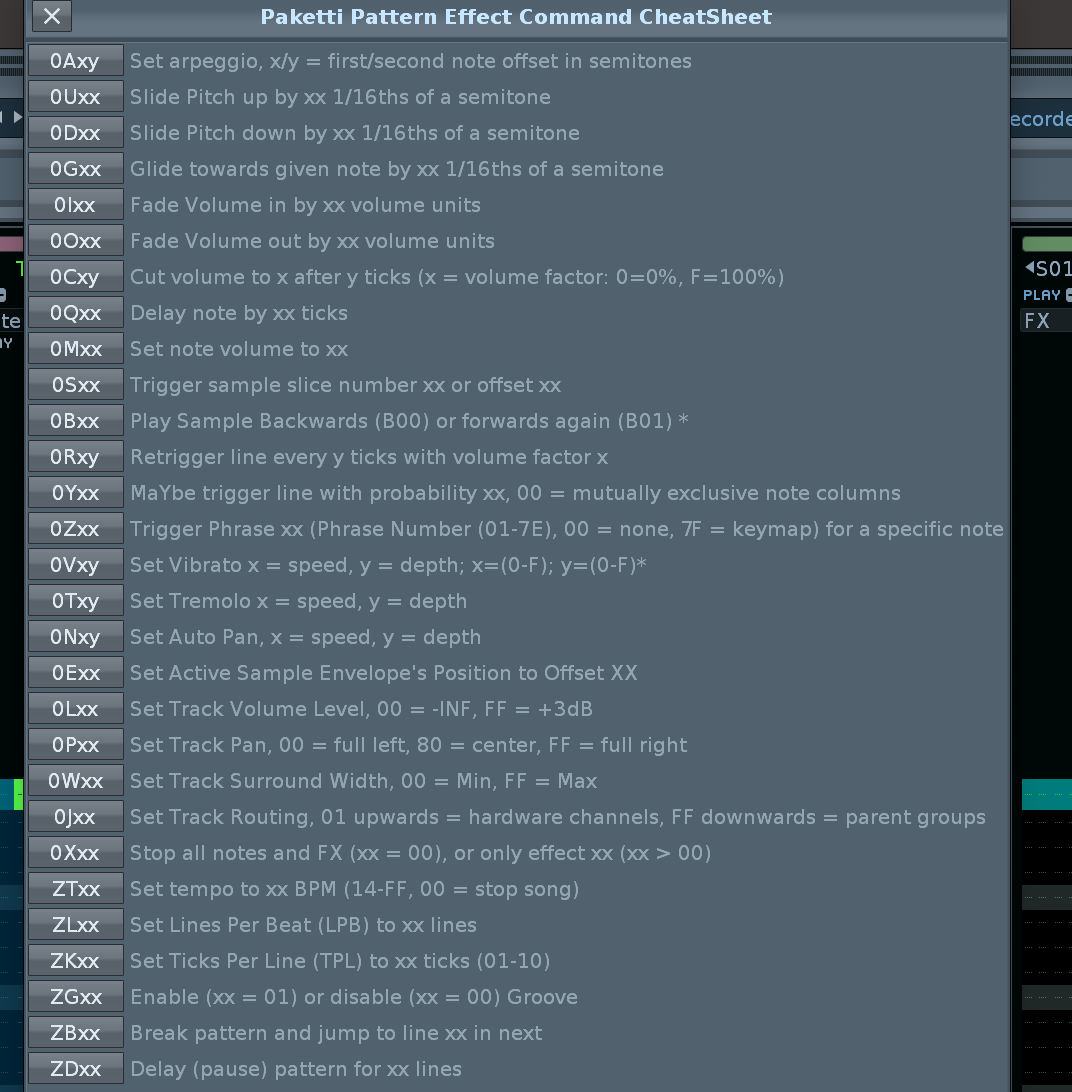 Paketti Pattern Effect Command CheatSheet
0Axy Set arpeggio, x/y = first/second note offset in semitones
0Uxx Slide Pitch up by xx 1/16ths of a semitone
0Dxx Slide Pitch down by xx 1/16ths of a semitone
0Gxx Glide towards given note by xx 1/16ths of a semitone
0Ixx Fade Volume in by xx volume units
0Oxx Fade Volume out by xx volume units
0Cxy Cut volume to x after y ticks (x = volume factor: 0=0%, F=100%)
0Qxx Delay note by xx ticks
0Mxx Set note volume to xx
0Sxx Trigger sample slice number xx or offset xx
0Bxx Play Sample Backwards (B00) or forwards again (B01) *
0Rxy Retrigger line every y ticks with volume factor x
0Yxx MaYbe trigger line with probability xx, 00 = mutually exclusive note columns
0Zxx Trigger Phrase xx (Phrase Number (01-7E), 00 = none, 7F = keymap) for a specific note
0Vxy Set Vibrato x = speed, y = depth; x=(0-F); y=(0-F)*
0Txy Set Tremolo x = speed, y = depth
0Nxy Set Auto Pan, x = speed, y = depth
0Exx Set Active Sample Envelope's Position to Offset XX
0Lxx Set Track Volume Level, 00 = -INF, FF = +3dB
0Pxx Set Track Pan, 00 = full left, 80 = center, FF = full right
0Wxx Set Track Surround Width, 00 = Min, FF = Max
0Jxx Set Track Routing, 01 upwards = hardware channels, FF downwards = parent groups
0Xxx Stop all notes and FX (xx = 00), or only effect xx (xx > 00)
ZTxx Set tempo to xx BPM (14-FF, 00 = stop song)
ZLxx Set Lines Per Beat (LPB) to xx lines
ZKxx Set Ticks Per Line (TPL) to xx ticks (01-10)
ZGxx Enable (xx = 01) or disable (xx = 00) Groove
ZBxx Break pattern and jump to line xx in next
ZDxx Delay (pause) pattern for xx lines
ecorde
S01
PLAY
FX